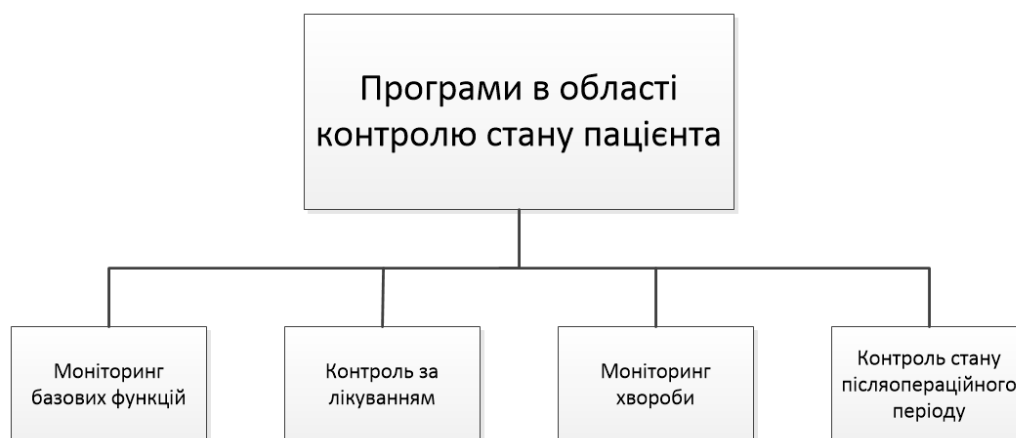 Програми в області
контролю стану пацієнта
Моніторинг
базових функцій
Контроль за
лікуванням
Моніторинг
хвороби
Контроль стану
післяопераційного
періоду